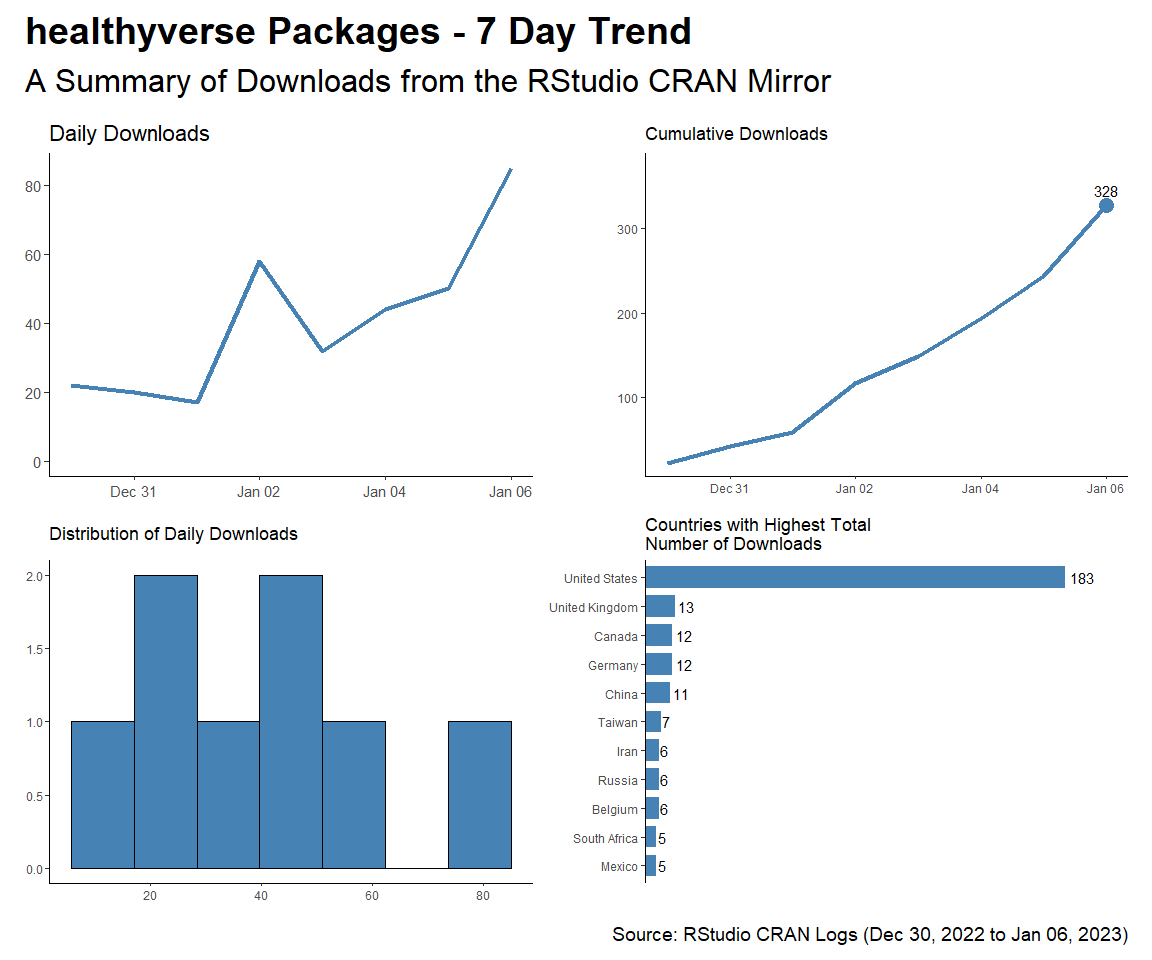 healthyverse Packages - 7 Day Trend
A Summary of Downloads from the RStudio CRAN Mirror
Daily Downloads
80
60
40
20
0
Dec 31 Jan 02 Jan 04 Jan 06
Cumulative Downloads
328
300
200
100
Dec 31 Jan 02 Jan 04 Jan 06
Distribution of Daily Downloads
2.0
1.5
1.0
0.5
0.0
20 40 60 80
Countries with Highest Total
Number of Downloads
United States 183
United Kingdom 13
Canada 12
Germany 12
China 11
Taiwan 7
Iran 6
Russia 6
Belgium 6
South Africa 5
Mexico 5
Source: RStudio CRAN Logs (Dec 30, 2022 to Jan 06, 2023)